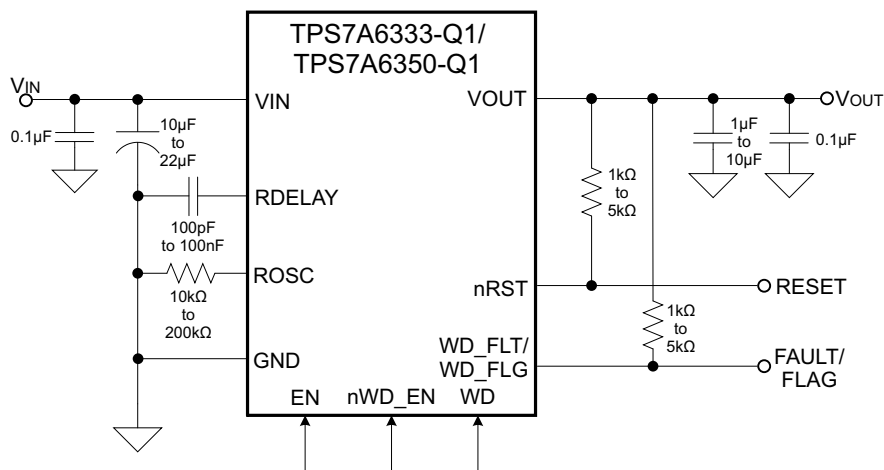 TPS7A6333-Q1/
TPS7A6350-Q1
VIN
VIN
VOUT
VOUT
0.1µF
10µF
to
22µF
1µF
to
10µF
0.1µF
1kΩ
to
5kΩ
RDELAY
100pF
to 100nF
ROSC
10kΩ
to
200kΩ
nRST
RESET
1kΩ
to
5kΩ
GND
WD_FLT/
WD_FLG
FAULT/
FLAG
EN
nWD_EN
WD